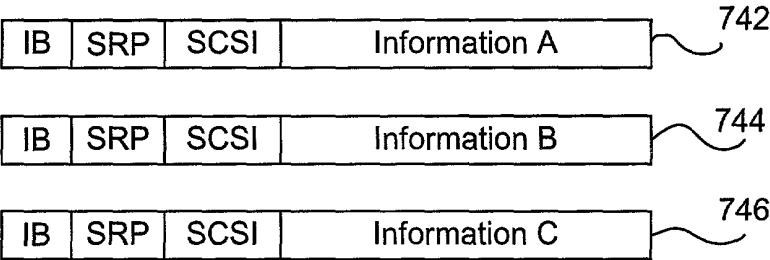 IB SRP SCSI Information A 742
IB SRP SCSI Information B 744
IB SRP SCSI Information C 746